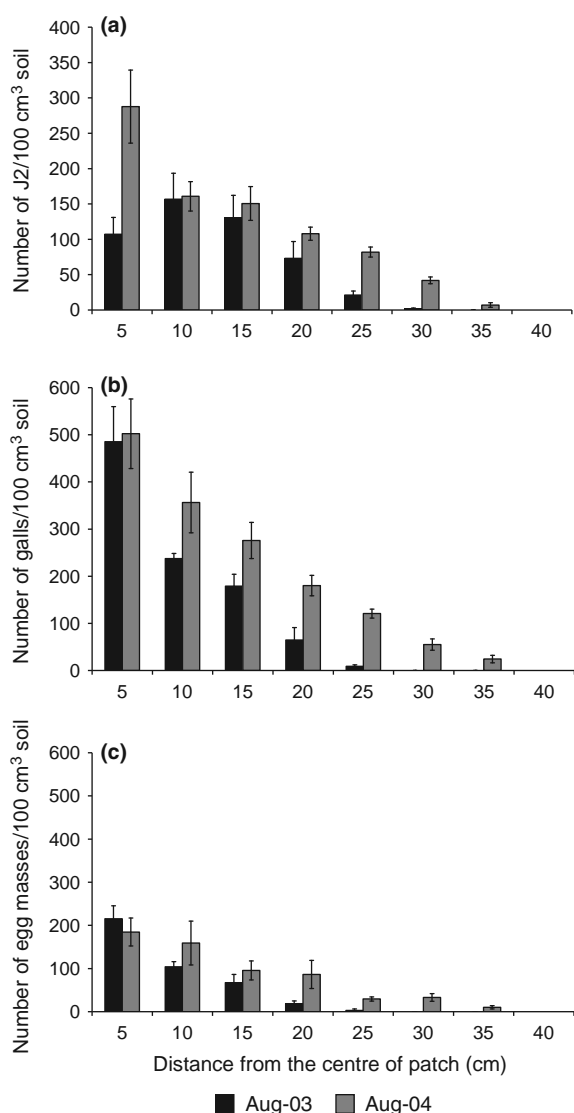 (a)
Number of J2/100 cm³ soil
400
350
300
250
200
150
100
50
0
5 10 15 20 25 30 35 40
(b)
Number of galls/100 cm³ soil
600
500
400
300
200
100
0
5 10 15 20 25 30 35 40
(c)
Number of egg masses/100 cm³ soil
600
500
400
300
200
100
0
5 10 15 20 25 30 35 40
Distance from the centre of patch (cm)
Aug-03 Aug-04